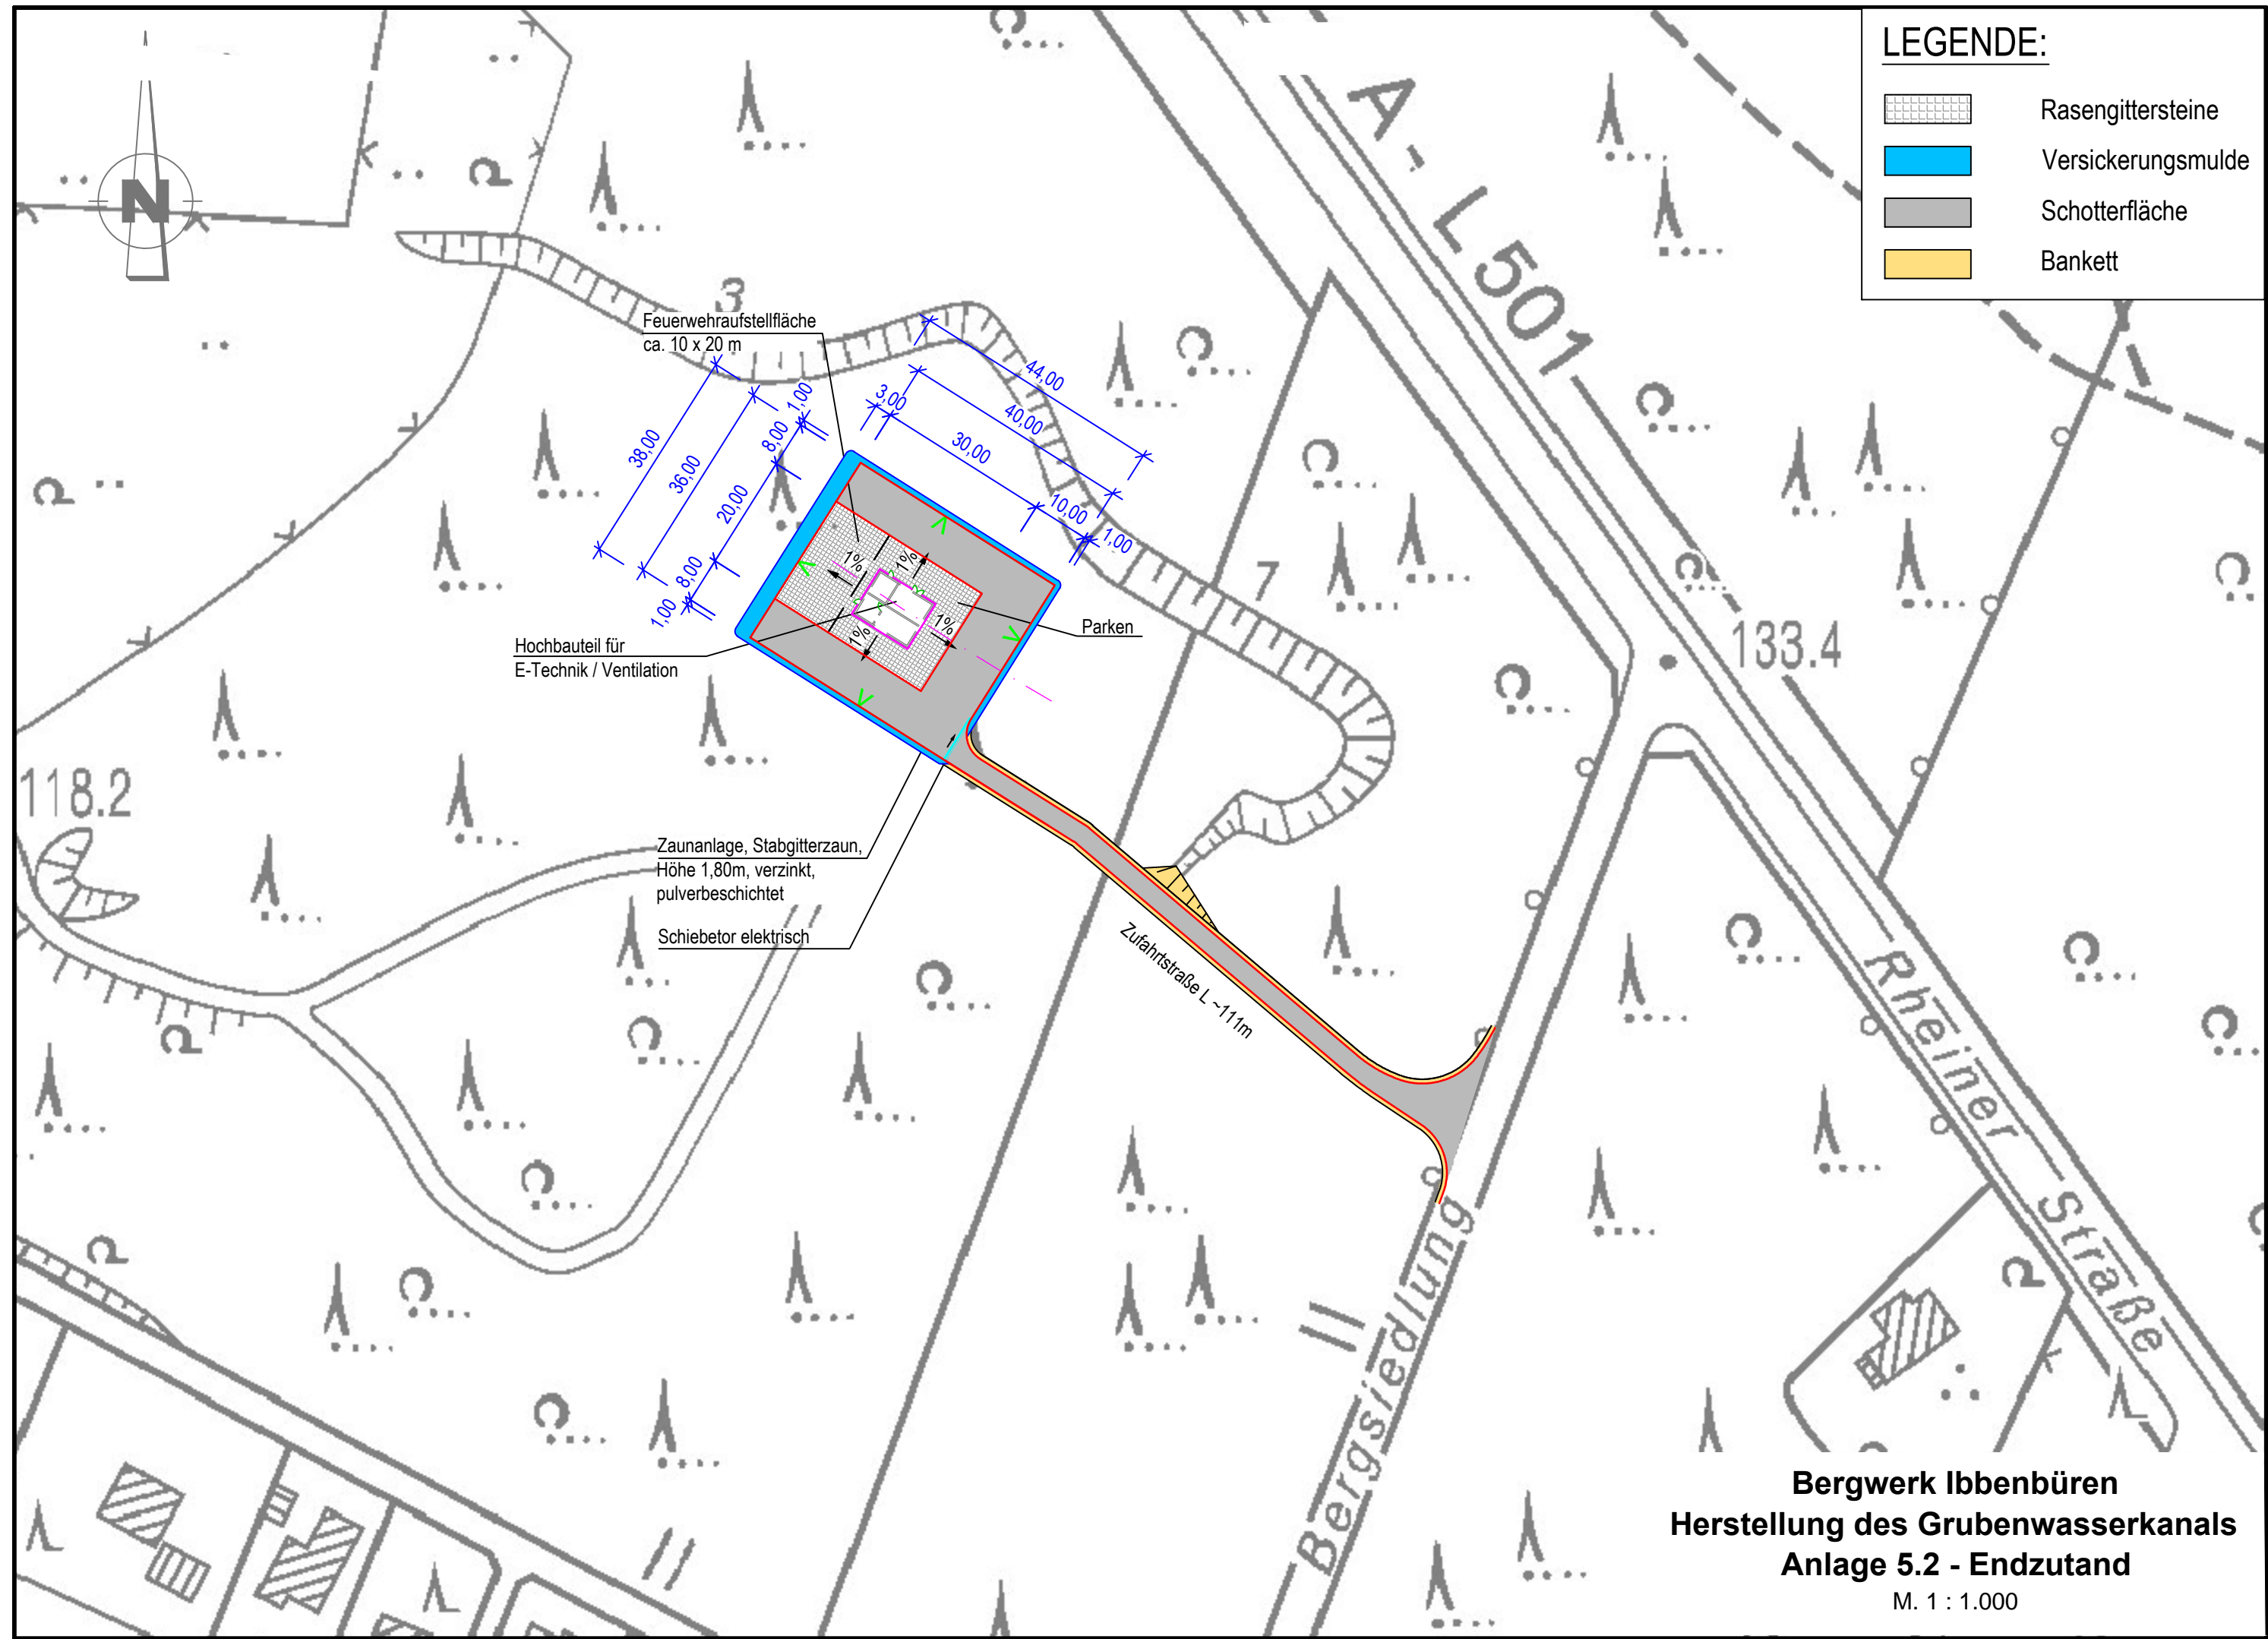 N
LEGENDE:
Rasengittersteine
Versickerungsmulde
Schotterfläche
Bankett
A - L 501
3
Feuerwehraufstellfläche
ca. 10 x 20 m
44,00
40,00
3,00
30,00
10,00
1,00
38,00
36,00
1,00
8,00
20,00
8,00
1,00
1%
1%
1%
1%
7
133.4
Parken
Hochbauteil für
E-Technik / Ventilation
118.2
Zaunanlage, Stabgitterzaun,
Höhe 1,80m, verzinkt,
pulverbeschichtet
Schiebetor elektrisch
Zufahrtstraße L ~111m
Rheiner Straße
Bergsiedlung
Bergwerk Ibbenbüren
Herstellung des Grubenwasserkanals
Anlage 5.2 - Endzutand
M. 1 : 1.000